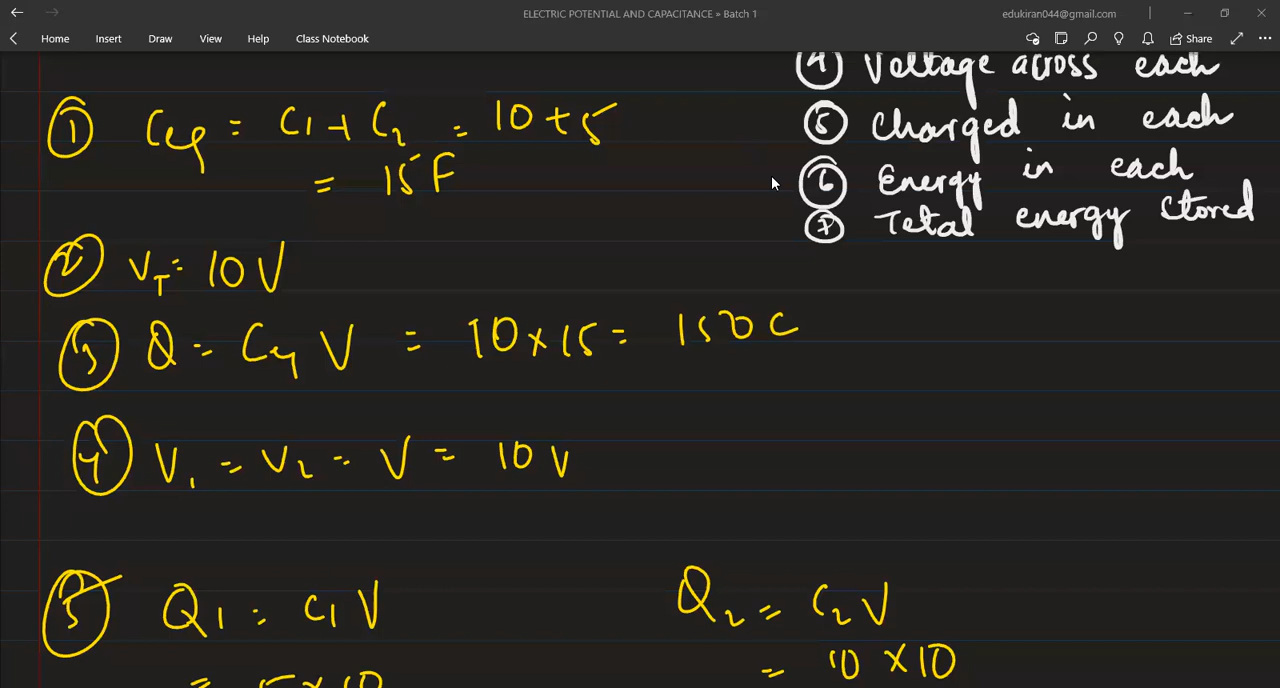 ELECTRIC POTENTIAL AND CAPACITANCE » Batch 1
edukiran044@gmail.com
Home Insert Draw View Help Class Notebook
Share
④ Voltage across each
⑤ Charged in each
⑥ Energy in each
⑦ Total energy stored
① Ceq = C1 + C2 = 10 + 5
= 15 F
② VT = 10 V
③ Q = Ceq V = 10 × 15 = 150 C
④ V1 = V2 = V = 10 V
⑤ Q1 = C1 V Q2 = C2 V
= 5 × 10 = 10 × 10